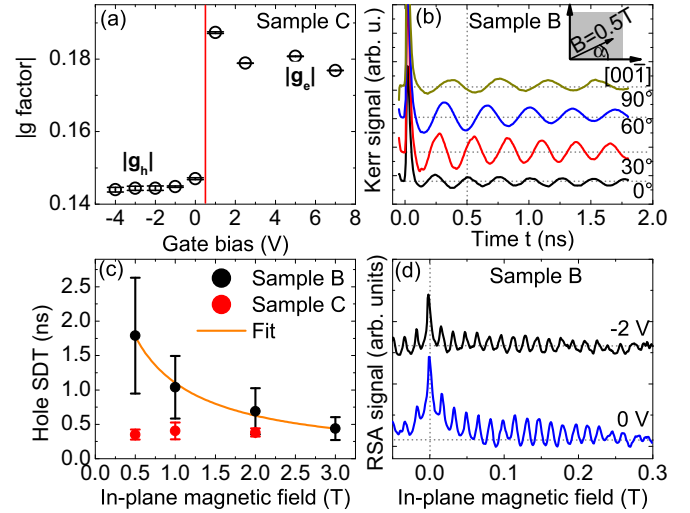 (a) Sample C
|g factor|
0.18
0.16
0.14
|g_h|
|g_e|
-4 -2 0 2 4 6 8
Gate bias (V)
(b) Sample B
Kerr signal (arb. u.)
B=0.5T
α
[001̄]
90°
60°
30°
0°
0.0 0.5 1.0 1.5 2.0
Time t (ns)
(c)
Hole SDT (ns)
2.5
2.0
1.5
1.0
0.5
0.0
Sample B
Sample C
Fit
0.0 0.5 1.0 1.5 2.0 2.5 3.0
In-plane magnetic field (T)
(d) Sample B
RSA signal (arb. units)
-2 V
0 V
0.0 0.1 0.2 0.3
In-plane magnetic field (T)